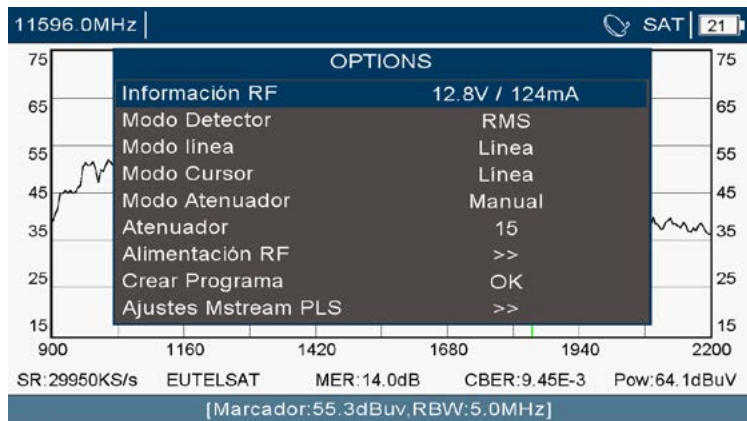 11596.0MHz SAT 21
OPTIONS
75 75
Información RF 12.8V / 124mA
65 65
Modo Detector RMS
Modo línea Línea
55 55
Modo Cursor Línea
45 Modo Atenuador Manual 45
35 Atenuador 15 35
Alimentación RF >>
25 Crear Programa OK 25
Ajustes Mstream PLS >>
15 15
900 1160 1420 1680 1940 2200
SR:29950KS/s EUTELSAT MER:14.0dB CBER:9.45E-3 Pow:64.1dBuV
[Marcador:55.3dBuv,RBW:5.0MHz]